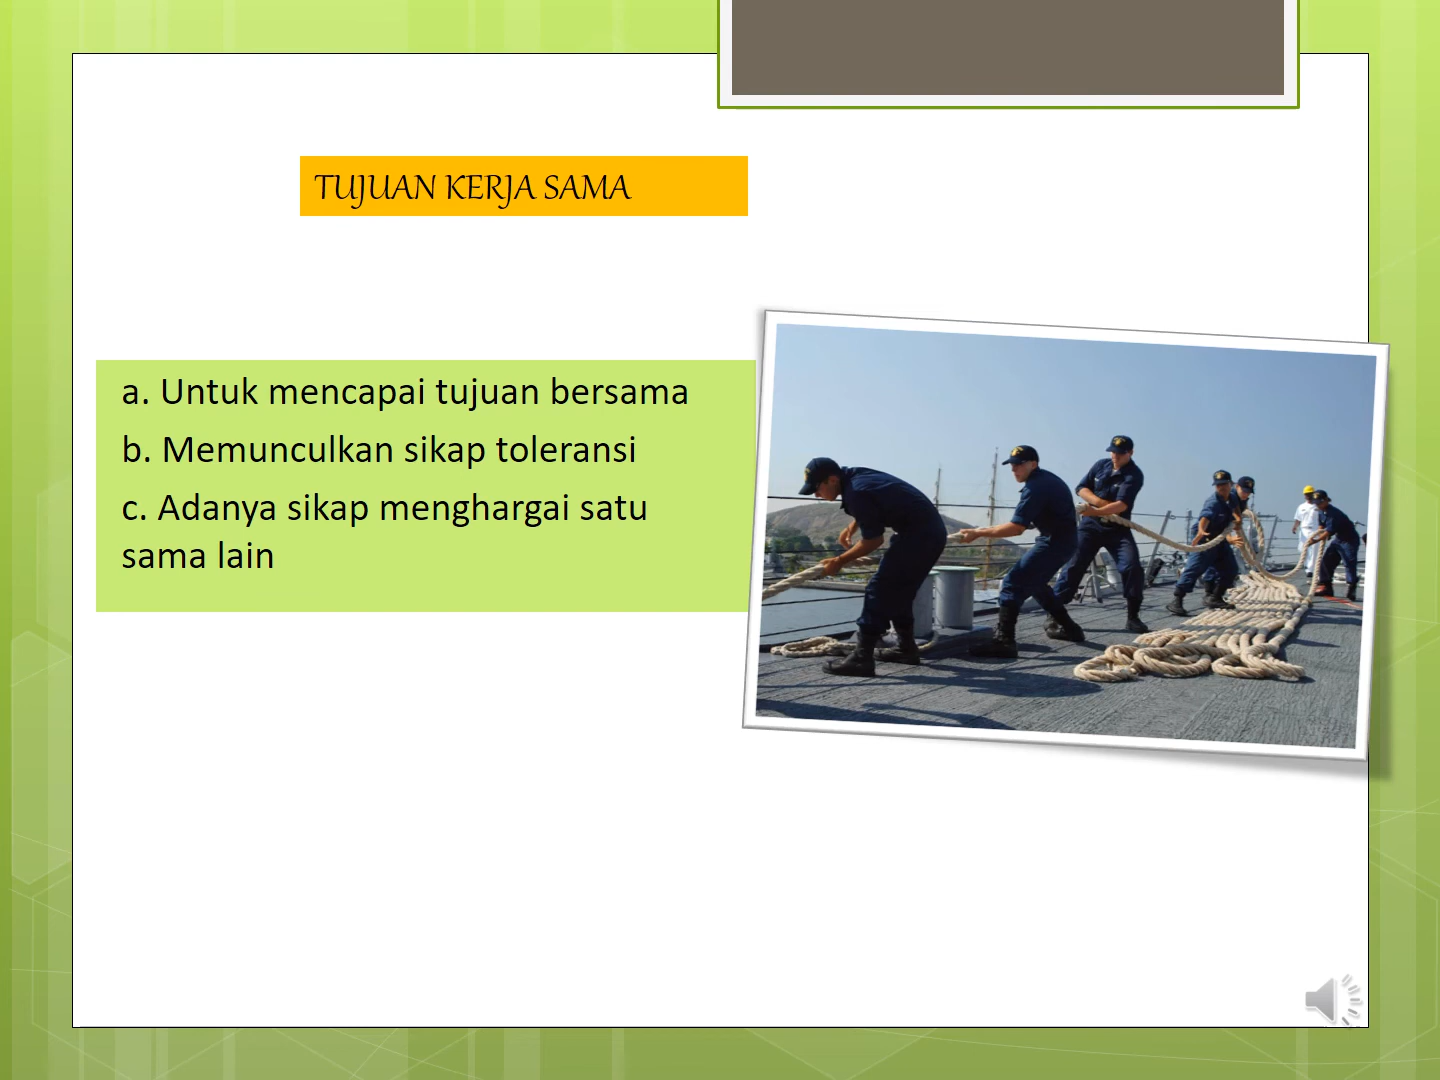 TUJUAN KERJA SAMA
a. Untuk mencapai tujuan bersama
b. Memunculkan sikap toleransi
c. Adanya sikap menghargai satu
sama lain